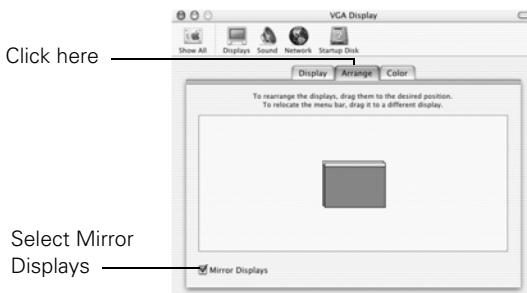 VGA Display
Show All Displays Sound Network Startup Disk
Click here
Display Arrange Color
To rearrange the displays, drag them to the desired position.
To relocate the menu bar, drag it to a different display.
Select Mirror
Displays
Mirror Displays